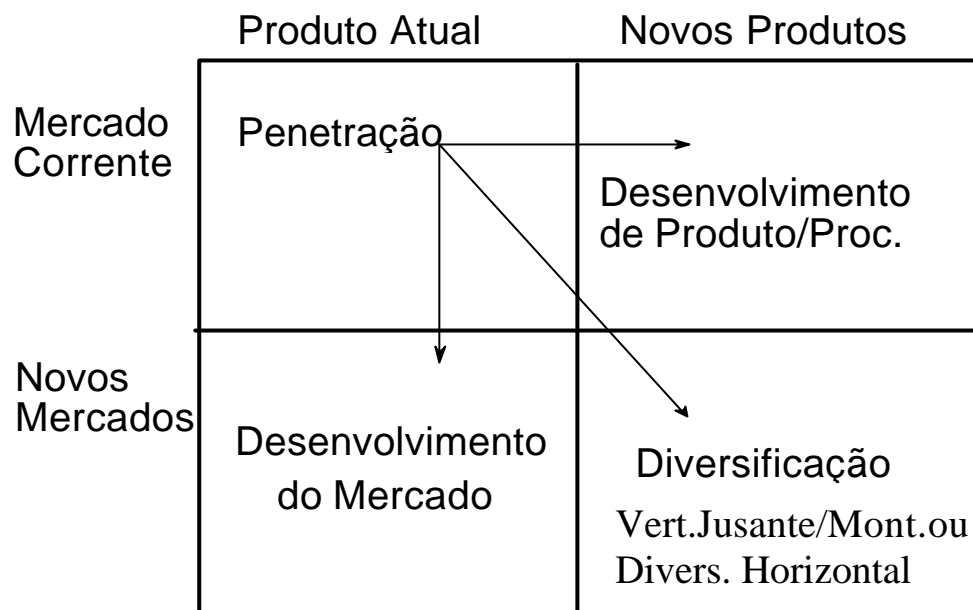 Produto Atual
Novos Produtos
Mercado
Corrente
Penetração
Desenvolvimento
de Produto/Proc.
Novos
Mercados
Desenvolvimento
do Mercado
Diversificação
Vert.Jusante/Mont.ou
Divers. Horizontal